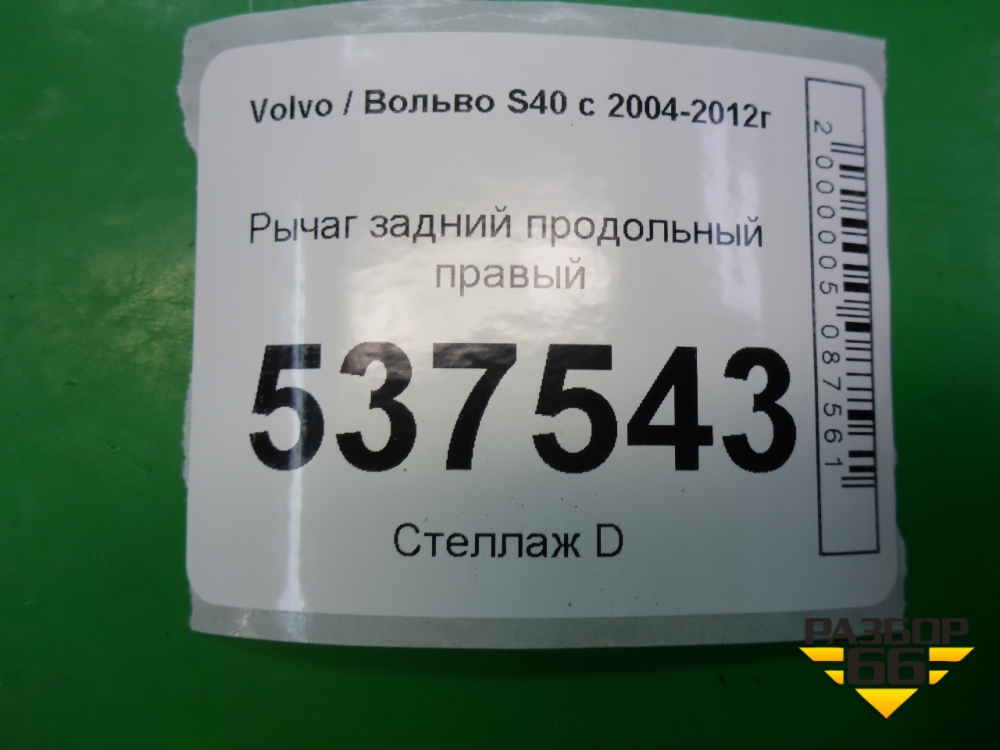 Volvo / Вольво S40 с 2004-2012г
Рычаг задний продольный
правый
537543
Стеллаж D
2000005087561
РАЗБОР
66